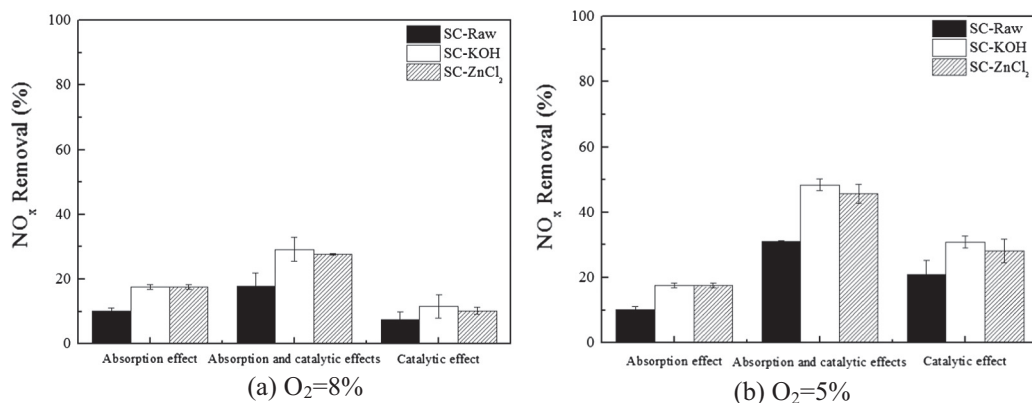 100
80
60
40
20
0
NOx Removal (%)
SC-Raw
SC-KOH
SC-ZnCl2
Absorption effect
Absorption and catalytic effects
Catalytic effect
(a) O2=8%
100
80
60
40
20
0
NOx Removal (%)
SC-Raw
SC-KOH
SC-ZnCl2
Absorption effect
Absorption and catalytic effects
Catalytic effect
(b) O2=5%